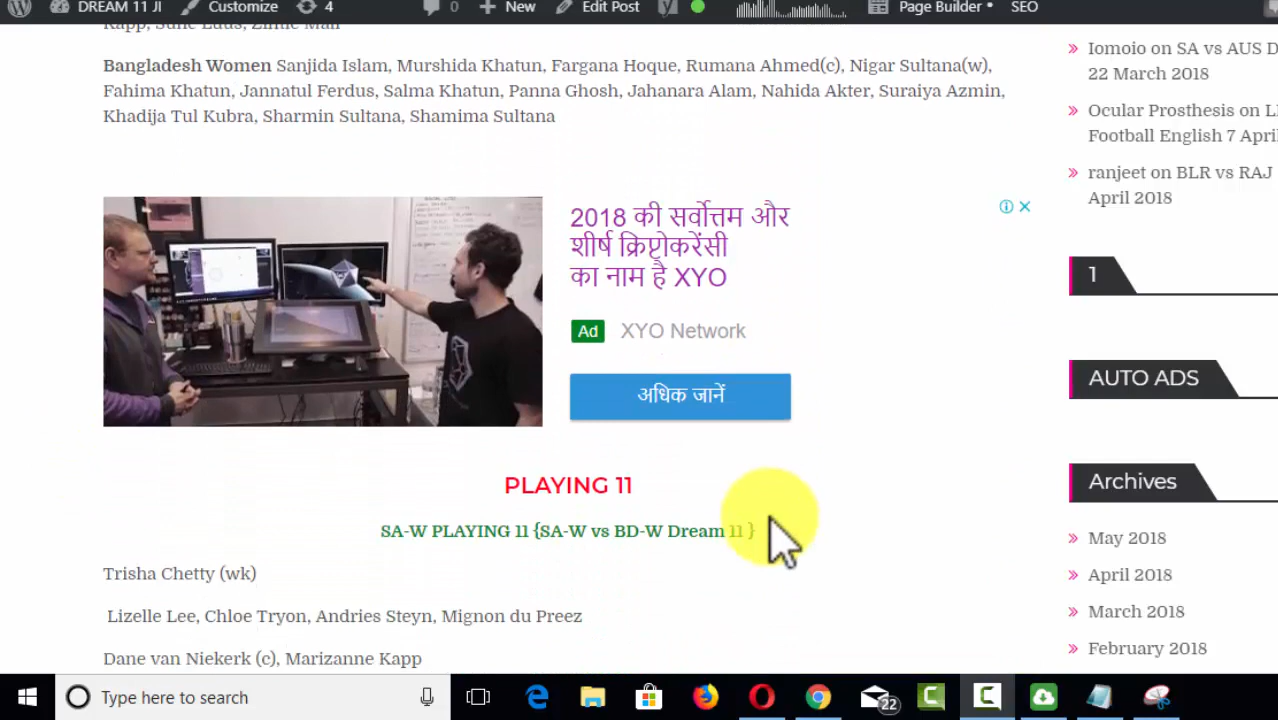 DREAM 11 JI Customize 4 0 New Edit Post Page Builder SEO
Bangladesh Women Sanjida Islam, Murshida Khatun, Fargana Hoque, Rumana Ahmed(c), Nigar Sultana(w),
Fahima Khatun, Jannatul Ferdus, Salma Khatun, Panna Ghosh, Jahanara Alam, Nahida Akter, Suraiya Azmin,
Khadija Tul Kubra, Sharmin Sultana, Shamima Sultana
2018 की सर्वोत्तम और
शीर्ष क्रिप्टोकरेंसी
का नाम है XYO
Ad XYO Network
अधिक जानें
PLAYING 11
SA-W PLAYING 11 {SA-W vs BD-W Dream 11 }
Trisha Chetty (wk)
Lizelle Lee, Chloe Tryon, Andries Steyn, Mignon du Preez
Dane van Niekerk (c), Marizanne Kapp
Iomoio on SA vs AUS D
22 March 2018
Ocular Prosthesis on L
Football English 7 Apri
ranjeet on BLR vs RAJ
April 2018
1
AUTO ADS
Archives
May 2018
April 2018
March 2018
February 2018
Type here to search
22